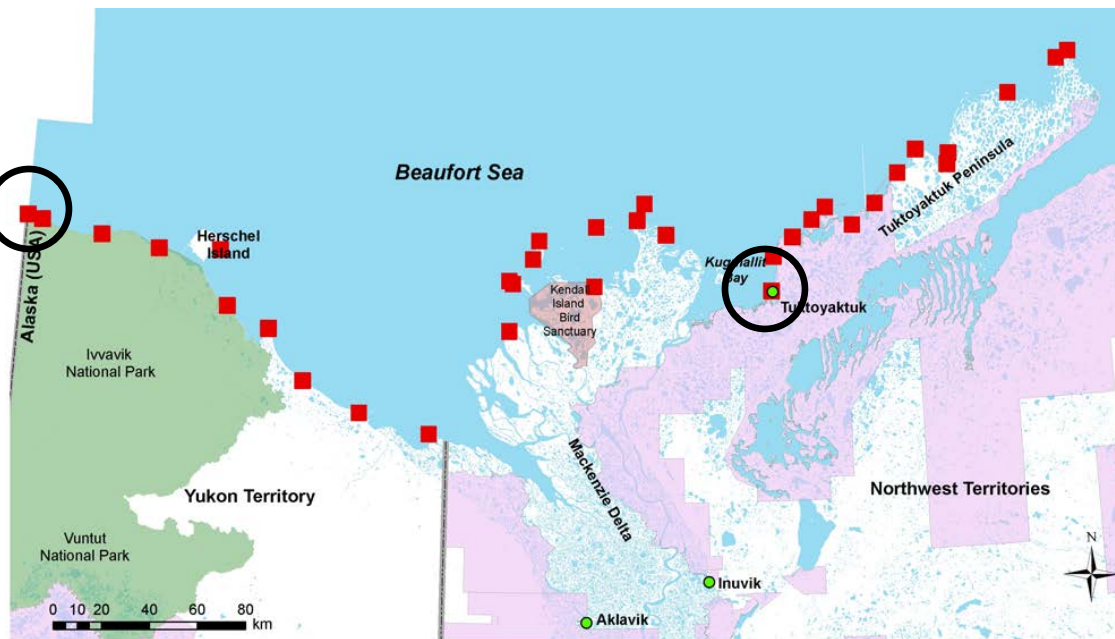 Beaufort Sea
Alaska (USA)
Herschel
Island
Ivvavik
National Park
Kendall
Island
Bird
Sanctuary
Bay
Tuktoyaktuk
Tuktoyaktuk Peninsula
Mackenzie Delta
Yukon Territory
Northwest Territories
Vuntut
National Park
Inuvik
Aklavik
N
0 10 20 40 60 80
km